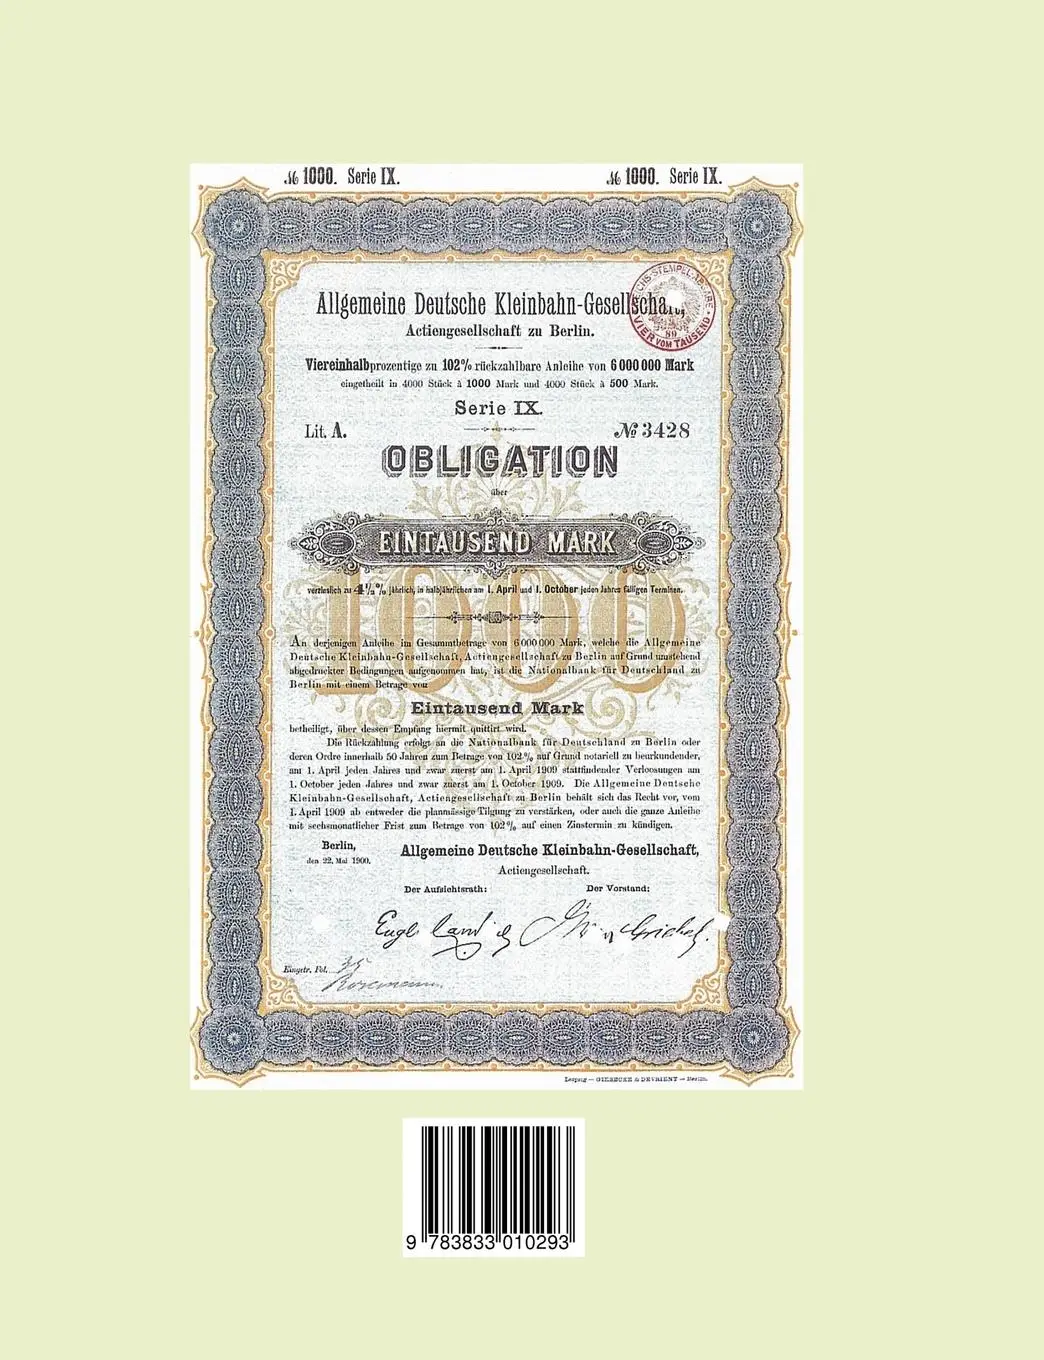 № 1000. Serie IX. № 1000. Serie IX.
Allgemeine Deutsche Kleinbahn-Gesellschaft,
Actiengesellschaft zu Berlin.
Viereinhalbprozentige zu 102% rückzahlbare Anleihe von 6 000 000 Mark
eingetheilt in 4000 Stück à 1000 Mark und 4000 Stück à 500 Mark.
Serie IX.
Lit. A. № 3428
OBLIGATION
über
EINTAUSEND MARK
1000
verzinslich zu 4½% jährlich, in halbjährlichen am 1. April und 1. October jeden Jahres fälligen Terminen.
An derjenigen Anleihe im Gesammtbetrage von 6 000 000 Mark, welche die Allgemeine
Deutsche Kleinbahn-Gesellschaft, Actiengesellschaft zu Berlin auf Grund umstehend
abgedruckter Bedingungen aufgenommen hat, ist die Nationalbank für Deutschland zu
Berlin mit einem Betrage von
Eintausend Mark
betheiligt, über dessen Empfang hiermit quittirt wird.
Die Rückzahlung erfolgt an die Nationalbank für Deutschland zu Berlin oder
deren Ordre innerhalb 50 Jahren zum Betrage von 102% auf Grund notariell zu beurkundender,
am 1. April jeden Jahres und zwar zuerst am 1. April 1909 stattfindender Verloosungen am
1. October jeden Jahres und zwar zuerst am 1. October 1909. Die Allgemeine Deutsche
Kleinbahn-Gesellschaft, Actiengesellschaft zu Berlin behält sich das Recht vor, vom
1. April 1909 ab entweder die planmässige Tilgung zu verstärken, oder auch die ganze Anleihe
mit sechsmonatlicher Frist zum Betrage von 102% auf einen Zinstermin zu kündigen.
Berlin,
den 22. Mai 1900.
Allgemeine Deutsche Kleinbahn-Gesellschaft,
Actiengesellschaft.
Der Aufsichtsrath: Der Vorstand:
Eingetr. Fol.
Leipzig — GIESECKE & DEVRIENT — Berlin.
VIER VOM TAUSEND
9 783833 010293